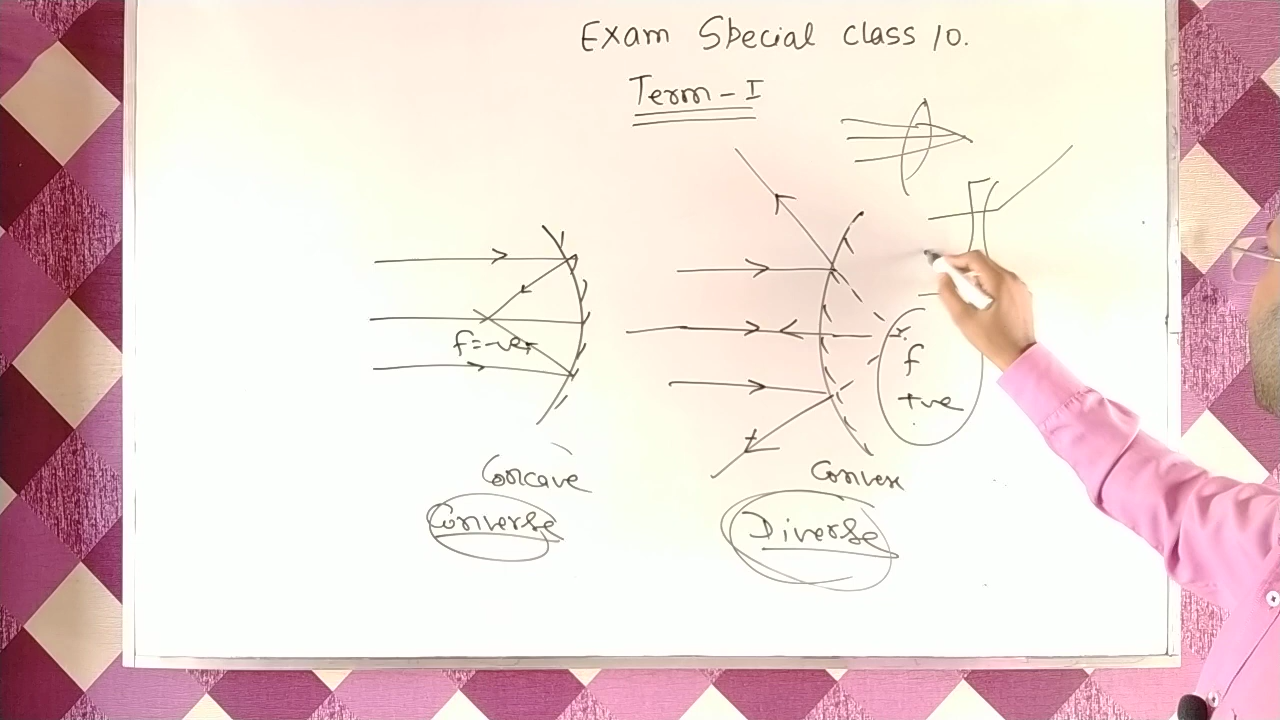 Exam Special class 10.
Term - I
f = -ve
f
+ve
Concave
Converse
Convex
Diverse